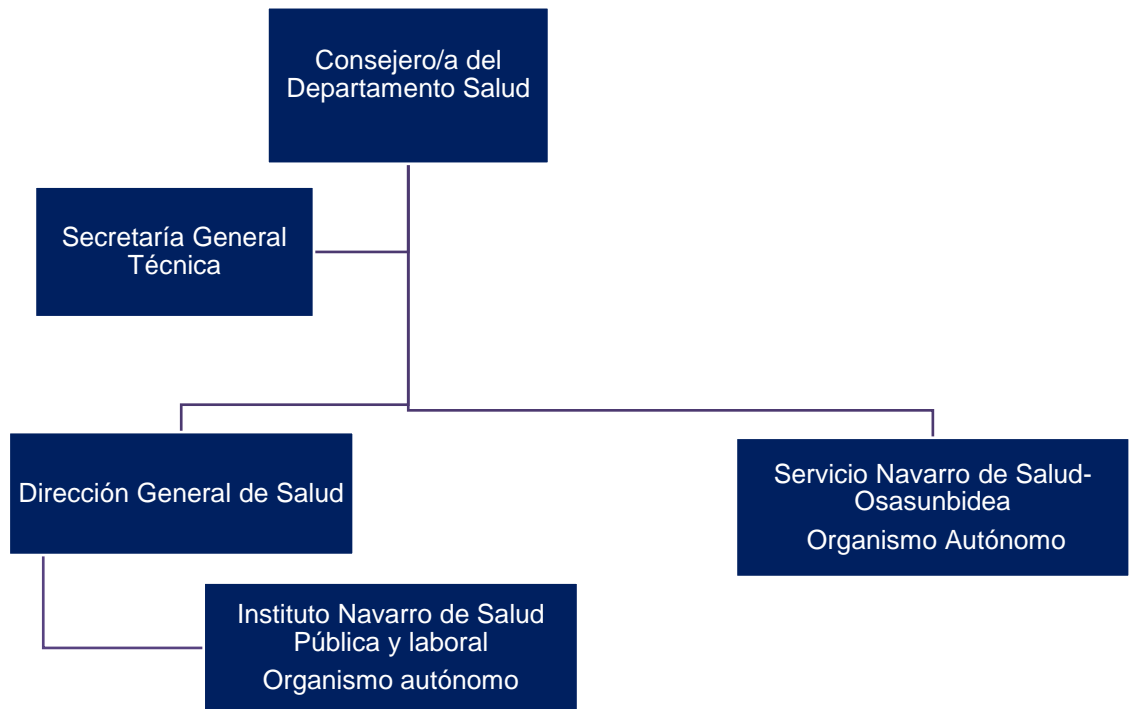 Consejero/a del
Departamento Salud
Secretaría General
Técnica
Dirección General de Salud
Servicio Navarro de Salud-
Osasunbidea
Organismo Autónomo
Instituto Navarro de Salud
Pública y laboral
Organismo autónomo